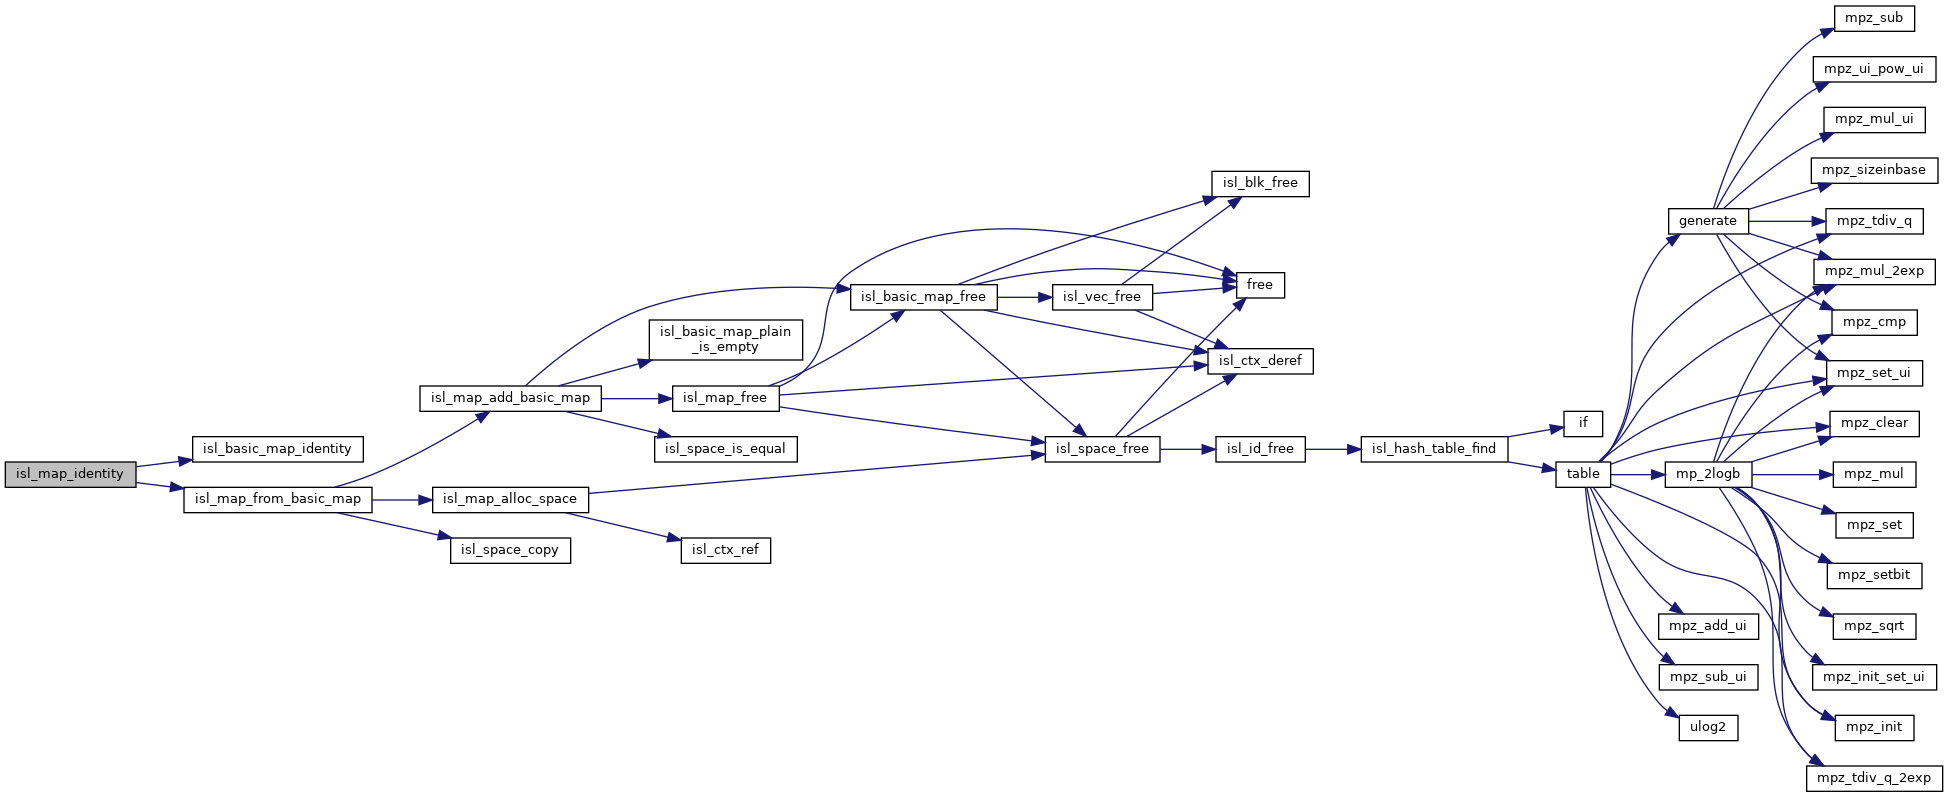 isl_map_identity
isl_basic_map_identity
isl_map_from_basic_map
isl_map_add_basic_map
isl_map_alloc_space
isl_space_copy
isl_basic_map_plain
_is_empty
isl_map_free
isl_space_is_equal
isl_ctx_ref
isl_basic_map_free
isl_vec_free
isl_space_free
isl_blk_free
free
isl_ctx_deref
isl_id_free
isl_hash_table_find
if
table
generate
mp_2logb
mpz_add_ui
mpz_sub_ui
ulog2
mpz_sub
mpz_ui_pow_ui
mpz_mul_ui
mpz_sizeinbase
mpz_tdiv_q
mpz_mul_2exp
mpz_cmp
mpz_set_ui
mpz_clear
mpz_mul
mpz_set
mpz_setbit
mpz_sqrt
mpz_init_set_ui
mpz_init
mpz_tdiv_q_2exp